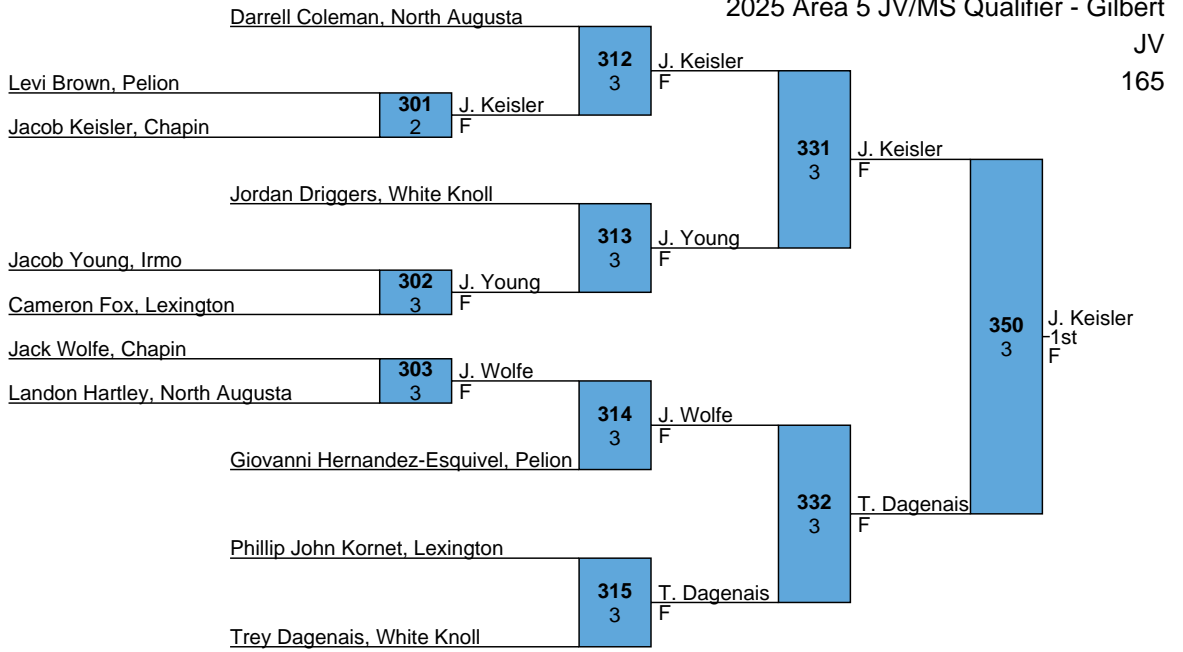 2025 Area 5 JV/MS Qualifier - Gilbert
JV
165
Darrell Coleman, North Augusta
312
3
J. Keisler
F
Levi Brown, Pelion
301
2
J. Keisler
F
Jacob Keisler, Chapin
331
3
J. Keisler
F
Jordan Driggers, White Knoll
313
3
J. Young
F
Jacob Young, Irmo
302
3
J. Young
F
Cameron Fox, Lexington
350
3
J. Keisler
1st
F
Jack Wolfe, Chapin
303
3
J. Wolfe
F
Landon Hartley, North Augusta
314
3
J. Wolfe
F
Giovanni Hernandez-Esquivel, Pelion
332
3
T. Dagenais
F
Phillip John Kornet, Lexington
315
3
T. Dagenais
F
Trey Dagenais, White Knoll